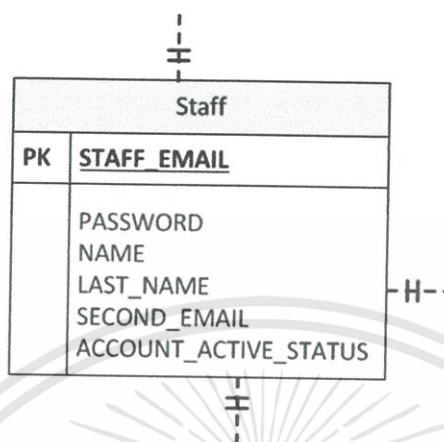 Staff
PK STAFF_EMAIL
PASSWORD
NAME
LAST_NAME
SECOND_EMAIL
ACCOUNT_ACTIVE_STATUS